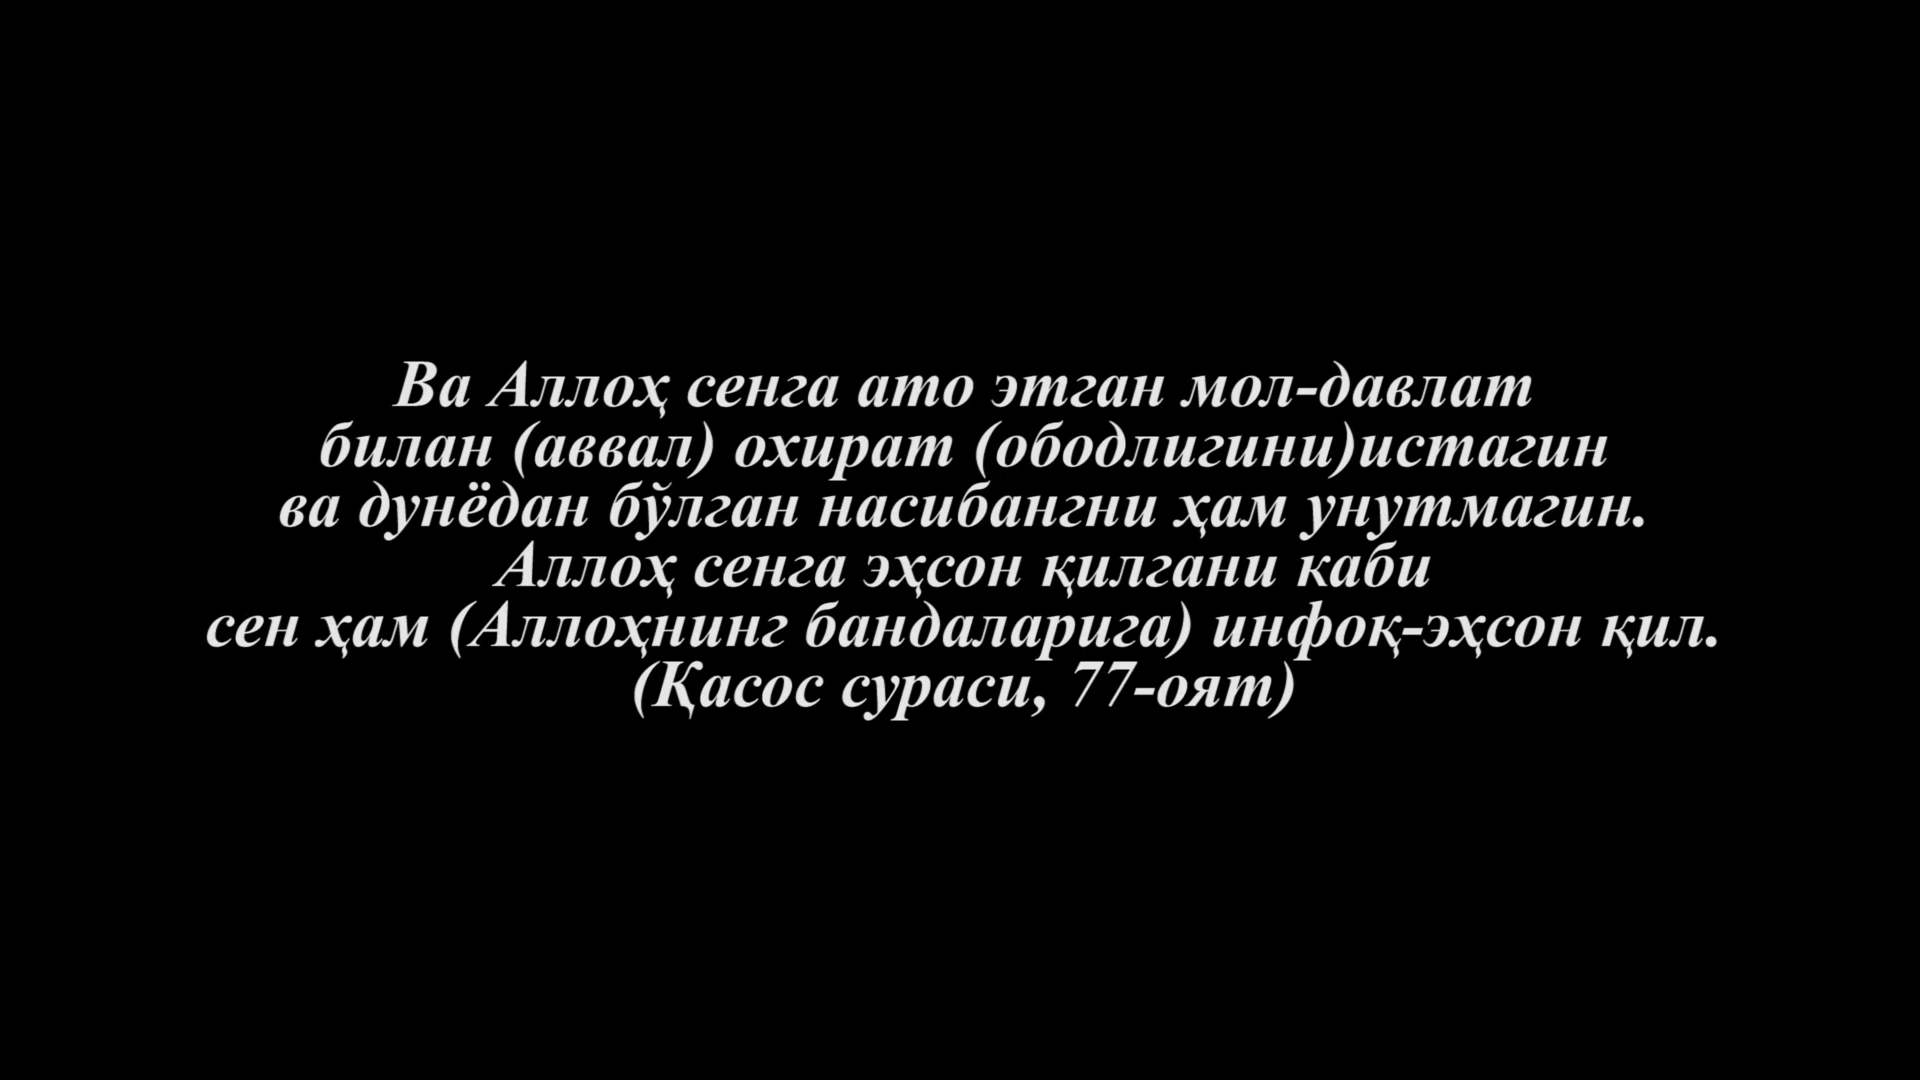 Ва Аллоҳ сенга ато этган мол-давлат
билан (аввал) охират (ободлигини)истагин
ва дунёдан бўлган насибангни ҳам унутмагин.
Аллоҳ сенга эҳсон қилгани каби
сен ҳам (Аллоҳнинг бандаларига) инфоқ-эҳсон қил.
(Қасос сураси, 77-оят)